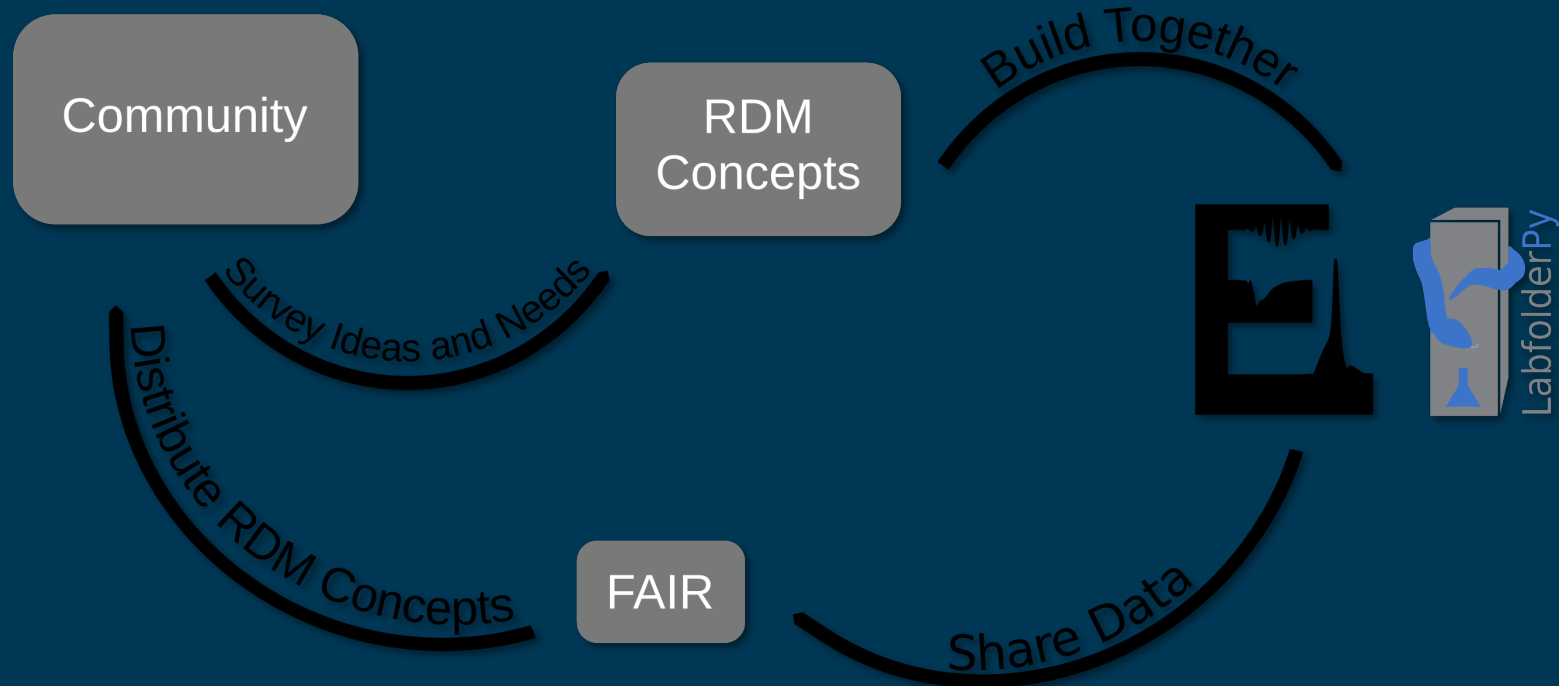 Community
RDM
Concepts
Build Together
Survey Ideas and Needs
LabfolderPy
Distribute RDM Concepts
FAIR
Share Data